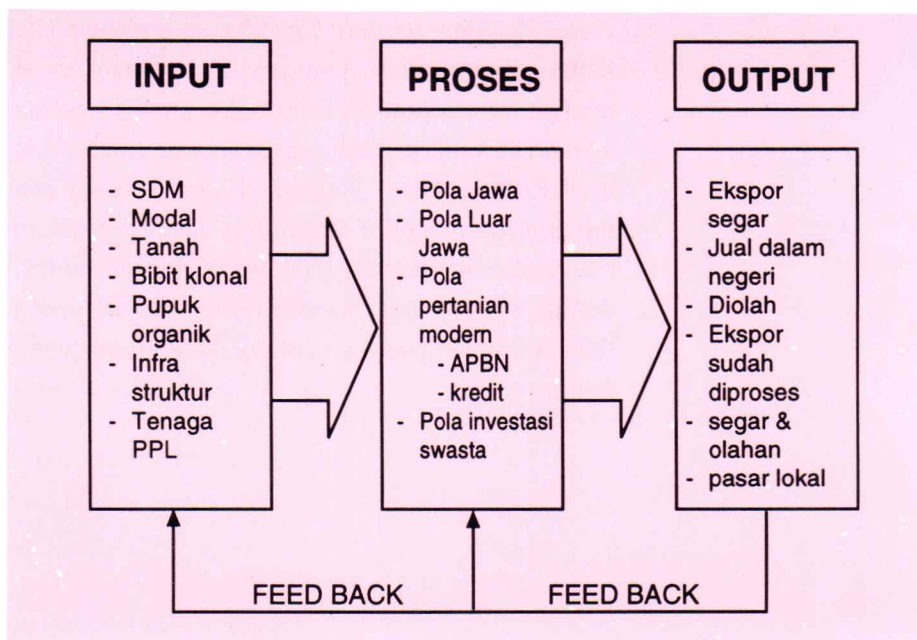 INPUT
PROSES
OUTPUT
- SDM
- Modal
- Tanah
- Bibit klonal
- Pupuk
organik
- Infra
struktur
- Tenaga
PPL
- Pola Jawa
- Pola Luar
Jawa
- Pola
pertanian
modern
- APBN
- kredit
- Pola investasi
swasta
- Ekspor
segar
- Jual dalam
negeri
- Diolah
- Ekspor
sudah
diproses
- segar &
olahan
- pasar lokal
FEED BACK
FEED BACK